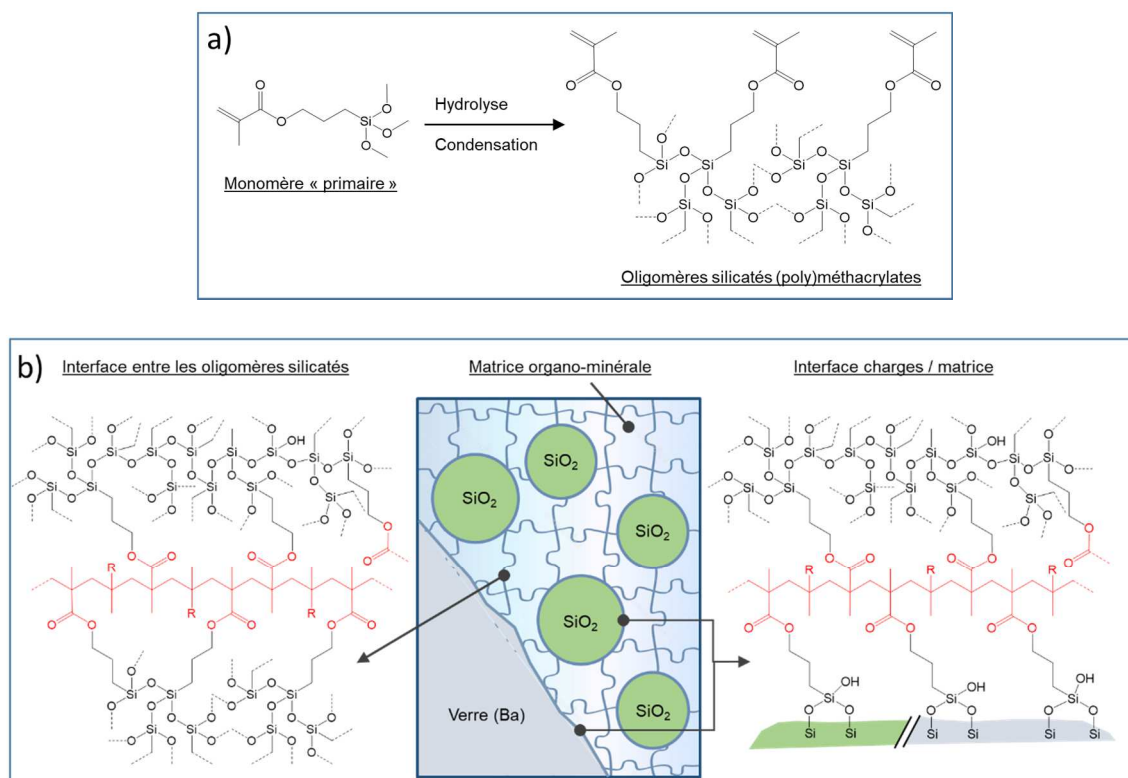 a)
Hydrolyse
Condensation
Monomère « primaire »
Oligomères silicatés (poly)méthacrylates
b)
Interface entre les oligomères silicatés
Matrice organo-minérale
Interface charges / matrice
SiO2
SiO2
SiO2
SiO2
SiO2
Verre (Ba)